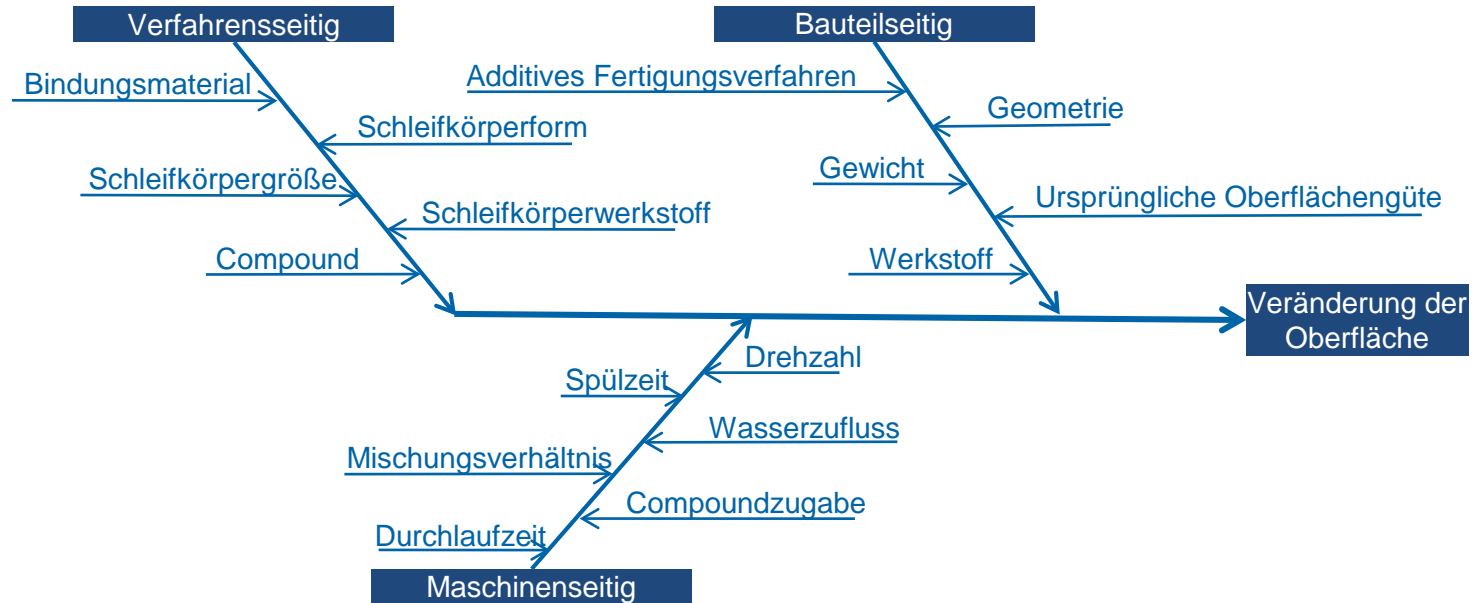 Verfahrensseitig
Bauteilseitig
Bindungsmaterial
Additives Fertigungsverfahren
Schleifkörperform
Geometrie
Schleifkörpergröße
Gewicht
Schleifkörperwerkstoff
Ursprüngliche Oberflächengüte
Compound
Werkstoff
Veränderung der
Oberfläche
Drehzahl
Spülzeit
Wasserzufluss
Mischungsverhältnis
Compoundzugabe
Durchlaufzeit
Maschinenseitig